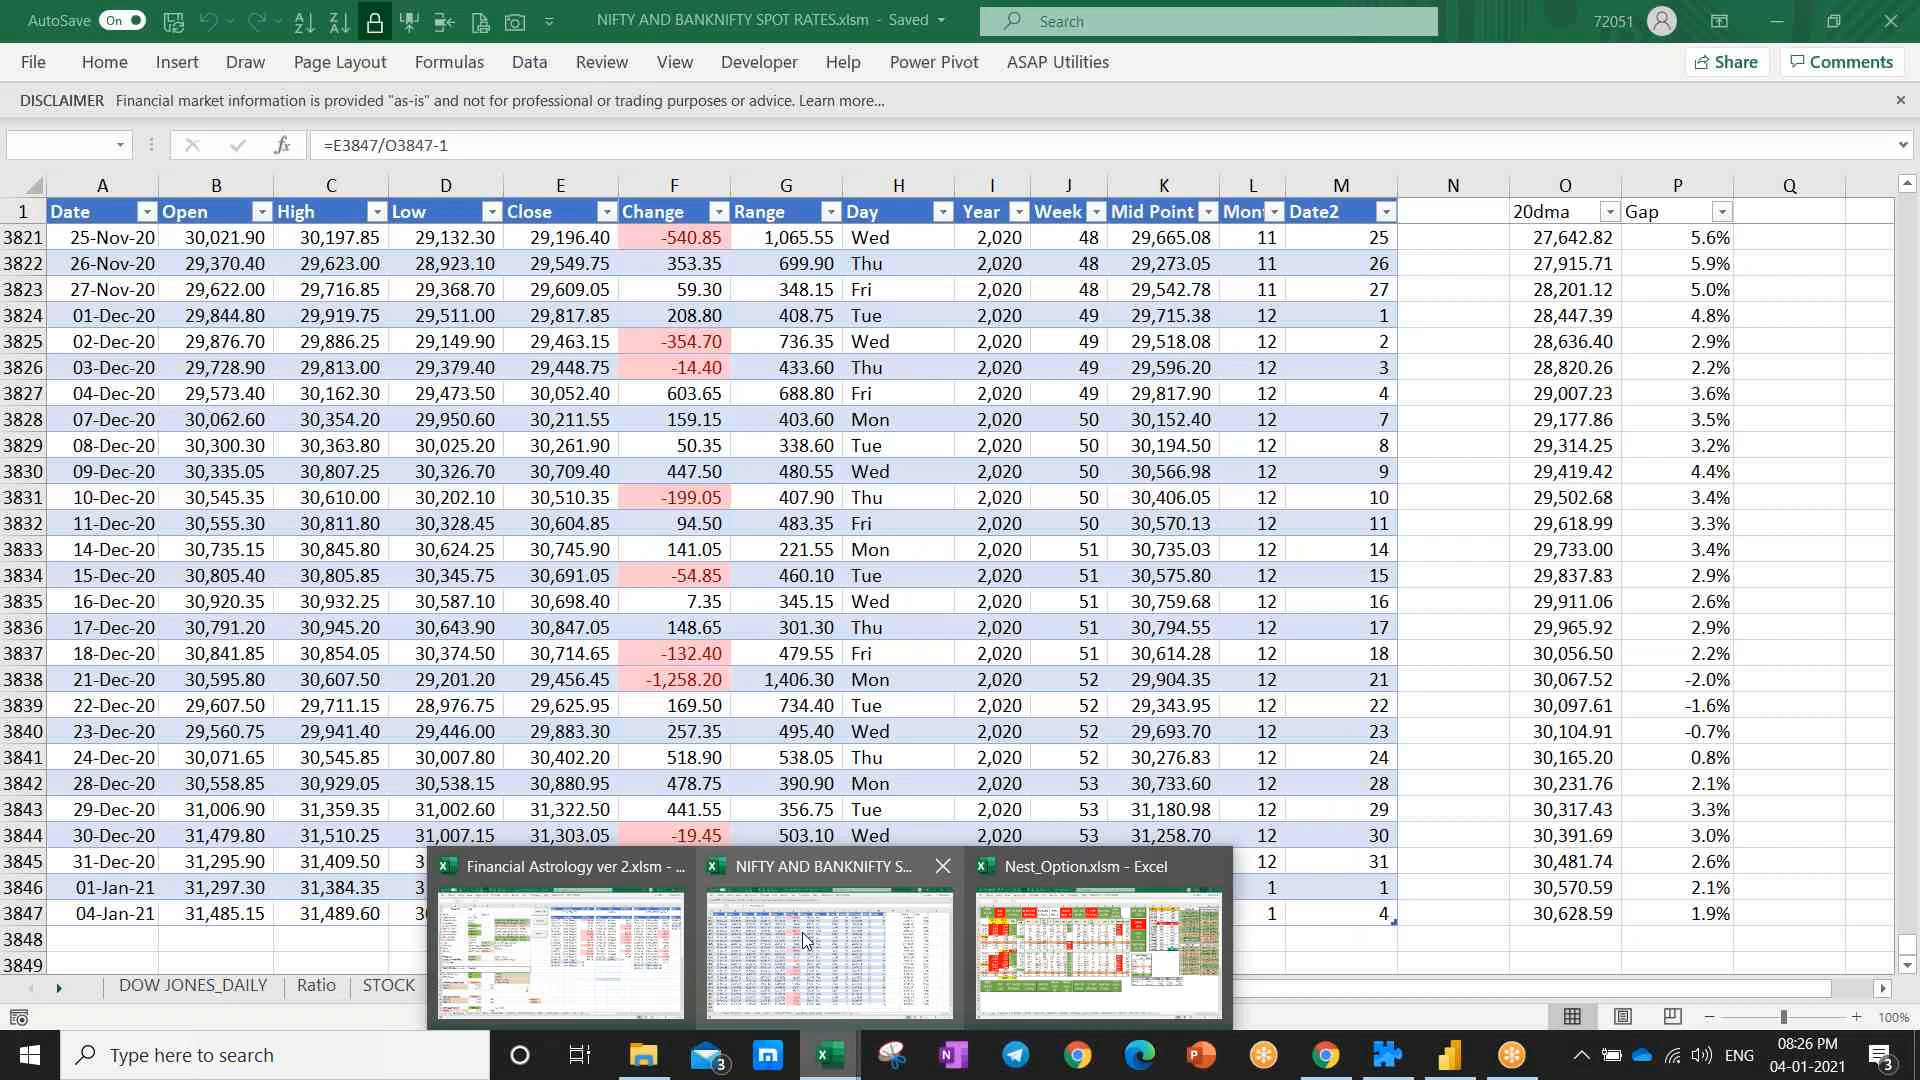 AutoSave On NIFTY AND BANKNIFTY SPOT RATES.xlsm - Saved Search 72051
File Home Insert Draw Page Layout Formulas Data Review View Developer Help Power Pivot ASAP Utilities Share Comments
DISCLAIMER Financial market information is provided "as-is" and not for professional or trading purposes or advice. Learn more...
fx =E3847/O3847-1
A B C D E F G H I J K L M N O P Q
1 Date Open High Low Close Change Range Day Year Week Mid Point Mont Date2 20dma Gap
3821 25-Nov-20 30,021.90 30,197.85 29,132.30 29,196.40 -540.85 1,065.55 Wed 2,020 48 29,665.08 11 25 27,642.82 5.6%
3822 26-Nov-20 29,370.40 29,623.00 28,923.10 29,549.75 353.35 699.90 Thu 2,020 48 29,273.05 11 26 27,915.71 5.9%
3823 27-Nov-20 29,622.00 29,716.85 29,368.70 29,609.05 59.30 348.15 Fri 2,020 48 29,542.78 11 27 28,201.12 5.0%
3824 01-Dec-20 29,844.80 29,919.75 29,511.00 29,817.85 208.80 408.75 Tue 2,020 49 29,715.38 12 1 28,447.39 4.8%
3825 02-Dec-20 29,876.70 29,886.25 29,149.90 29,463.15 -354.70 736.35 Wed 2,020 49 29,518.08 12 2 28,636.40 2.9%
3826 03-Dec-20 29,728.90 29,813.00 29,379.40 29,448.75 -14.40 433.60 Thu 2,020 49 29,596.20 12 3 28,820.26 2.2%
3827 04-Dec-20 29,573.40 30,162.30 29,473.50 30,052.40 603.65 688.80 Fri 2,020 49 29,817.90 12 4 29,007.23 3.6%
3828 07-Dec-20 30,062.60 30,354.20 29,950.60 30,211.55 159.15 403.60 Mon 2,020 50 30,152.40 12 7 29,177.86 3.5%
3829 08-Dec-20 30,300.30 30,363.80 30,025.20 30,261.90 50.35 338.60 Tue 2,020 50 30,194.50 12 8 29,314.25 3.2%
3830 09-Dec-20 30,335.05 30,807.25 30,326.70 30,709.40 447.50 480.55 Wed 2,020 50 30,566.98 12 9 29,419.42 4.4%
3831 10-Dec-20 30,545.35 30,610.00 30,202.10 30,510.35 -199.05 407.90 Thu 2,020 50 30,406.05 12 10 29,502.68 3.4%
3832 11-Dec-20 30,555.30 30,811.80 30,328.45 30,604.85 94.50 483.35 Fri 2,020 50 30,570.13 12 11 29,618.99 3.3%
3833 14-Dec-20 30,735.15 30,845.80 30,624.25 30,745.90 141.05 221.55 Mon 2,020 51 30,735.03 12 14 29,733.00 3.4%
3834 15-Dec-20 30,805.40 30,805.85 30,345.75 30,691.05 -54.85 460.10 Tue 2,020 51 30,575.80 12 15 29,837.83 2.9%
3835 16-Dec-20 30,920.35 30,932.25 30,587.10 30,698.40 7.35 345.15 Wed 2,020 51 30,759.68 12 16 29,911.06 2.6%
3836 17-Dec-20 30,791.20 30,945.20 30,643.90 30,847.05 148.65 301.30 Thu 2,020 51 30,794.55 12 17 29,965.92 2.9%
3837 18-Dec-20 30,841.85 30,854.05 30,374.50 30,714.65 -132.40 479.55 Fri 2,020 51 30,614.28 12 18 30,056.50 2.2%
3838 21-Dec-20 30,595.80 30,607.50 29,201.20 29,456.45 -1,258.20 1,406.30 Mon 2,020 52 29,904.35 12 21 30,067.52 -2.0%
3839 22-Dec-20 29,607.50 29,711.15 28,976.75 29,625.95 169.50 734.40 Tue 2,020 52 29,343.95 12 22 30,097.61 -1.6%
3840 23-Dec-20 29,560.75 29,941.40 29,446.00 29,883.30 257.35 495.40 Wed 2,020 52 29,693.70 12 23 30,104.91 -0.7%
3841 24-Dec-20 30,071.65 30,545.85 30,007.80 30,402.20 518.90 538.05 Thu 2,020 52 30,276.83 12 24 30,165.20 0.8%
3842 28-Dec-20 30,558.85 30,929.05 30,538.15 30,880.95 478.75 390.90 Mon 2,020 53 30,733.60 12 28 30,231.76 2.1%
3843 29-Dec-20 31,006.90 31,359.35 31,002.60 31,322.50 441.55 356.75 Tue 2,020 53 31,180.98 12 29 30,317.43 3.3%
3844 30-Dec-20 31,479.80 31,510.25 31,007.15 31,303.05 -19.45 503.10 Wed 2,020 53 31,258.70 12 30 30,391.69 3.0%
3845 31-Dec-20 31,295.90 31,409.50 12 31 30,481.74 2.6%
3846 01-Jan-21 31,297.30 31,384.35 1 1 30,570.59 2.1%
3847 04-Jan-21 31,485.15 31,489.60 1 4 30,628.59 1.9%
3848
3849
Financial Astrology ver 2.xlsm - ... NIFTY AND BANKNIFTY S... Nest_Option.xlsm - Excel
DOW JONES_DAILY Ratio STOCK
100%
Type here to search 3 ENG 08:26 PM
04-01-2021 3